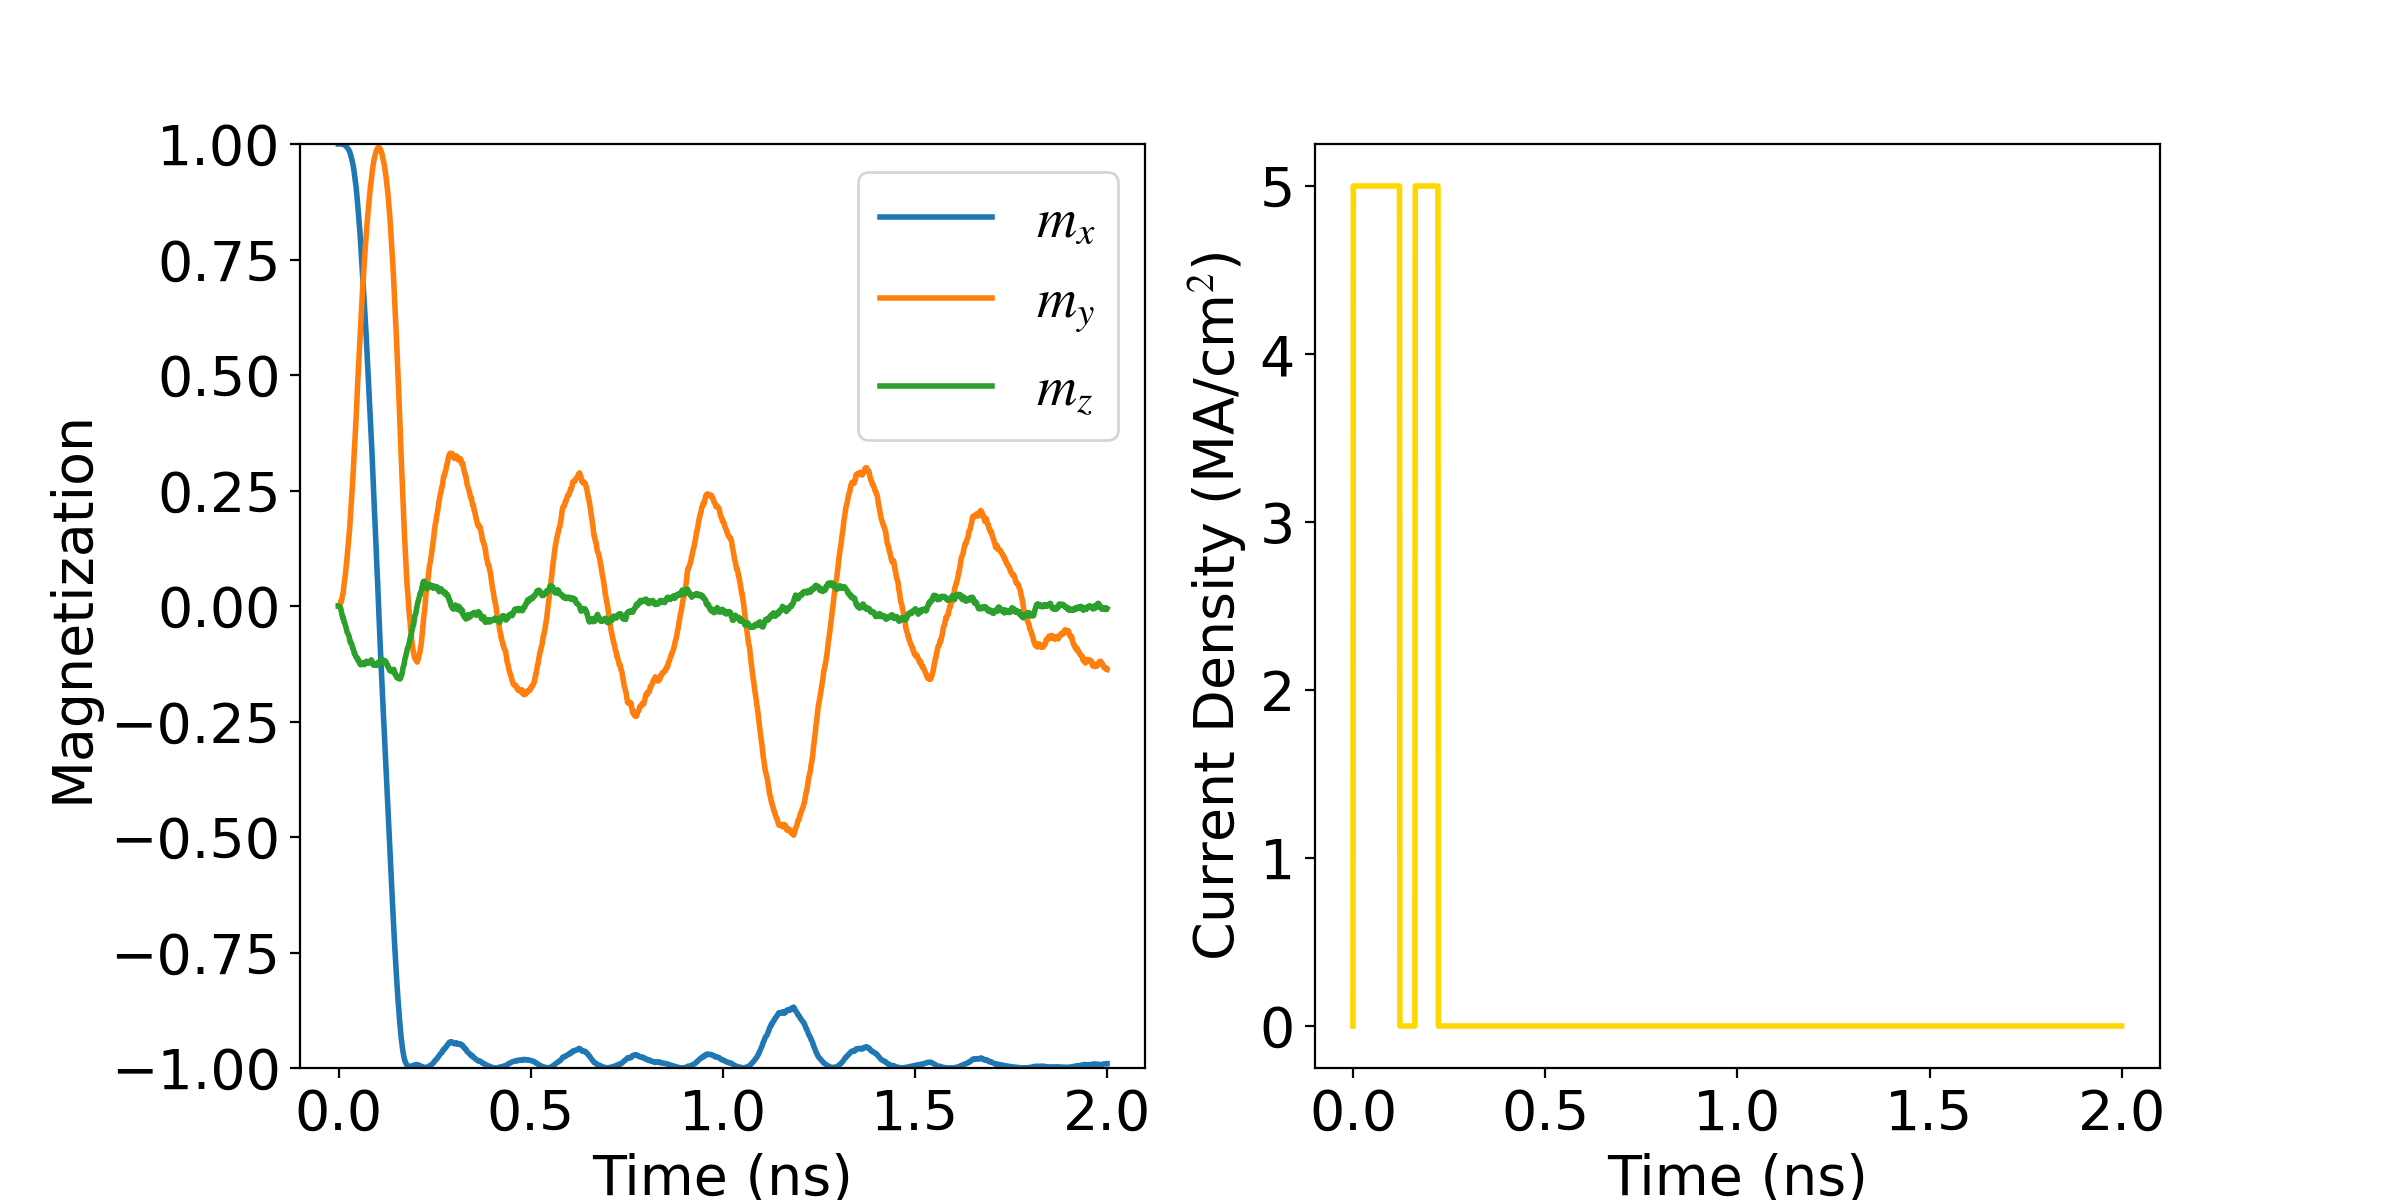 1.00
0.75
0.50
0.25
0.00
−0.25
−0.50
−0.75
−1.00
Magnetization
0.0 0.5 1.0 1.5 2.0
Time (ns)
m_x
m_y
m_z
5
4
3
2
1
0
Current Density (MA/cm²)
0.0 0.5 1.0 1.5 2.0
Time (ns)